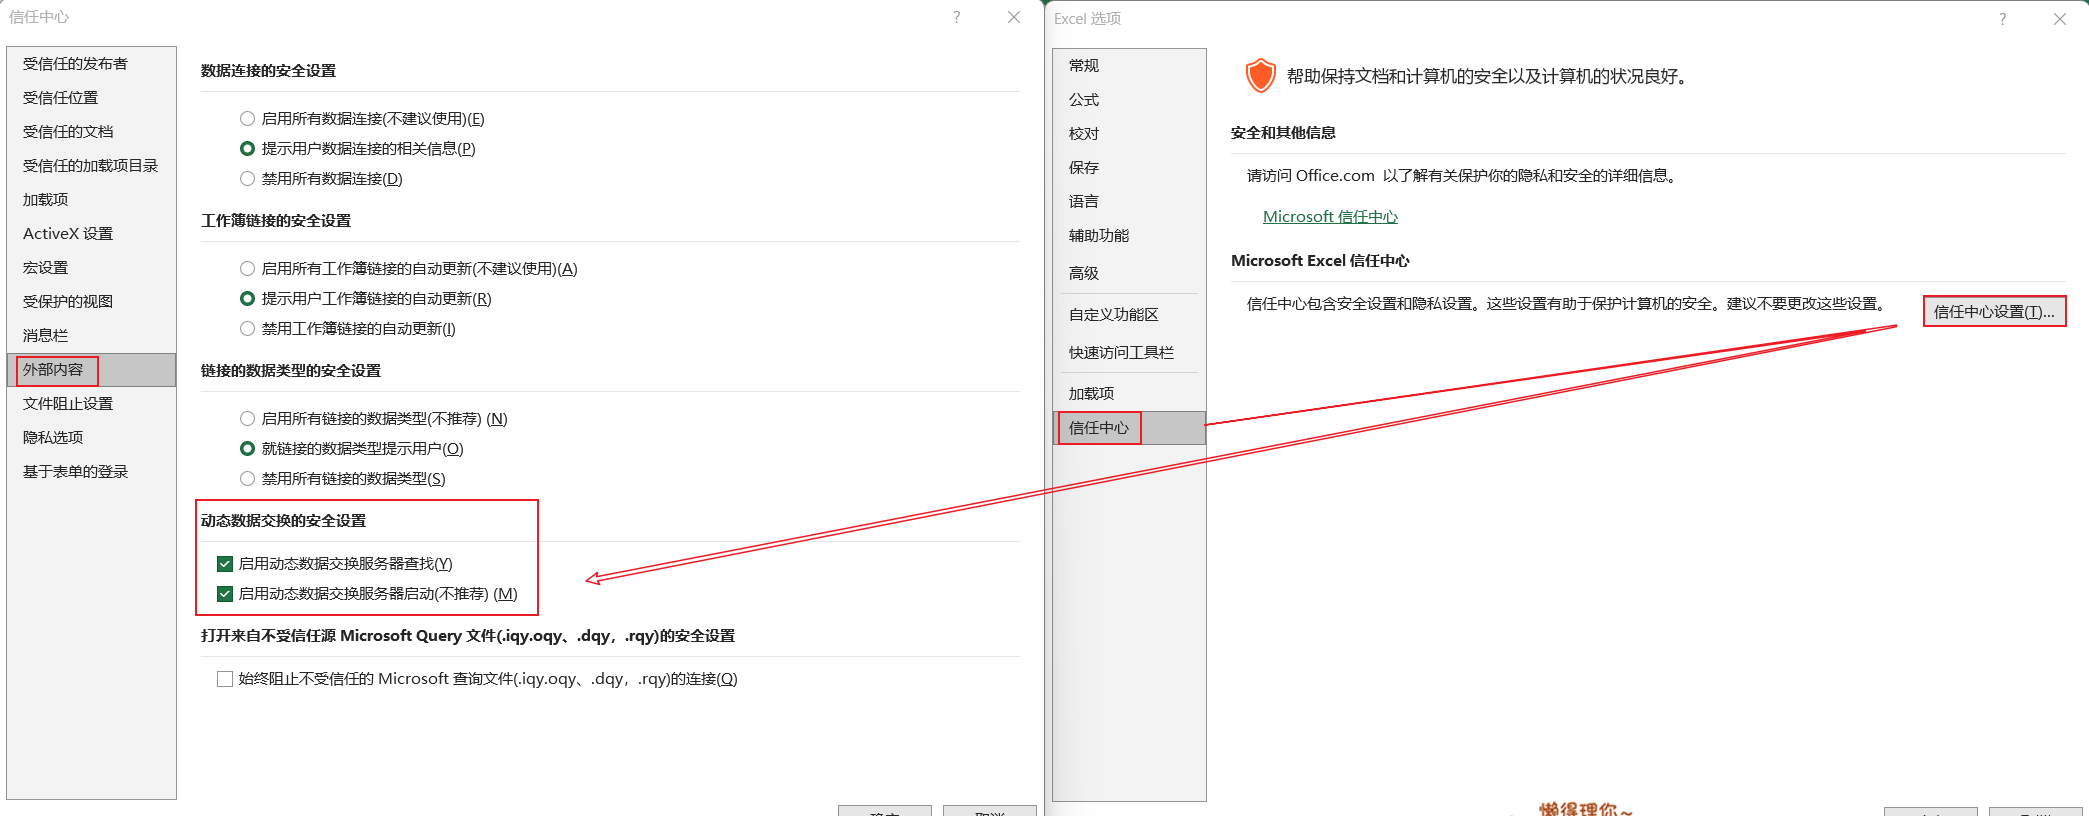 信任中心
受信任的发布者
受信任位置
受信任的文档
受信任的加载项目录
加载项
ActiveX 设置
宏设置
受保护的视图
消息栏
外部内容
文件阻止设置
隐私选项
基于表单的登录
数据连接的安全设置
启用所有数据连接(不建议使用)(E)
提示用户数据连接的相关信息(P)
禁用所有数据连接(D)
工作簿链接的安全设置
启用所有工作簿链接的自动更新(不建议使用)(A)
提示用户工作簿链接的自动更新(R)
禁用工作簿链接的自动更新(I)
链接的数据类型的安全设置
启用所有链接的数据类型(不推荐) (N)
就链接的数据类型提示用户(O)
禁用所有链接的数据类型(S)
动态数据交换的安全设置
启用动态数据交换服务器查找(Y)
启用动态数据交换服务器启动(不推荐) (M)
打开来自不受信任源 Microsoft Query 文件(.iqy.oqy、.dqy，.rqy)的安全设置
始终阻止不受信任的 Microsoft 查询文件(.iqy.oqy、.dqy，.rqy)的连接(Q)
Excel 选项
常规
公式
校对
保存
语言
辅助功能
高级
自定义功能区
快速访问工具栏
加载项
信任中心
帮助保持文档和计算机的安全以及计算机的状况良好。
安全和其他信息
请访问 Office.com 以了解有关保护你的隐私和安全的详细信息。
Microsoft 信任中心
Microsoft Excel 信任中心
信任中心包含安全设置和隐私设置。这些设置有助于保护计算机的安全。建议不要更改这些设置。
信任中心设置(T)...
懒得理你~